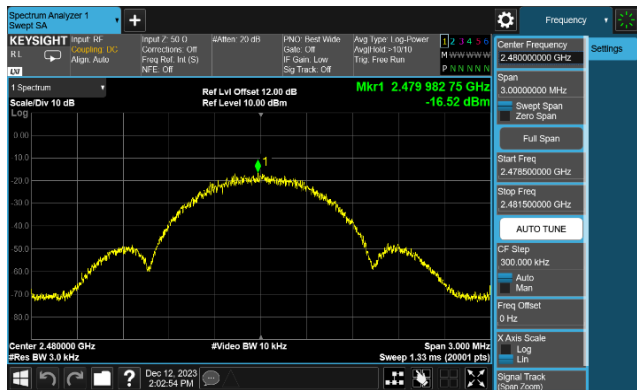 Spectrum Analyzer 1
Swept SA
Frequency
KEYSIGHT
R L
LNI
Input: RF
Coupling: DC
Align: Auto
Input Z: 50 Ω
Corrections: Off
Freq Ref: Int (S)
NFE: Off
#Atten: 20 dB
PNO: Best Wide
Gate: Off
IF Gain: Low
Sig Track: Off
Avg Type: Log-Power
Avg|Hold:>10/10
Trig: Free Run
1 2 3 4 5 6
M W W W W W
P N N N N N
1 Spectrum
Scale/Div 10 dB
Log
Ref Lvl Offset 12.00 dB
Ref Level 10.00 dBm
Mkr1 2.479 982 75 GHz
-16.52 dBm
1
0.00
-10.0
-20.0
-30.0
-40.0
-50.0
-60.0
-70.0
-80.0
Center 2.480000 GHz
#Res BW 3.0 kHz
#Video BW 10 kHz
Span 3.000 MHz
Sweep 1.33 ms (20001 pts)
Dec 12, 2023
2:02:54 PM
Center Frequency
2.480000000 GHz
Span
3.00000000 MHz
Swept Span
Zero Span
Full Span
Start Freq
2.478500000 GHz
Stop Freq
2.481500000 GHz
AUTO TUNE
CF Step
300.000 kHz
Auto
Man
Freq Offset
0 Hz
X Axis Scale
Log
Lin
Signal Track
(Span Zoom)
Settings